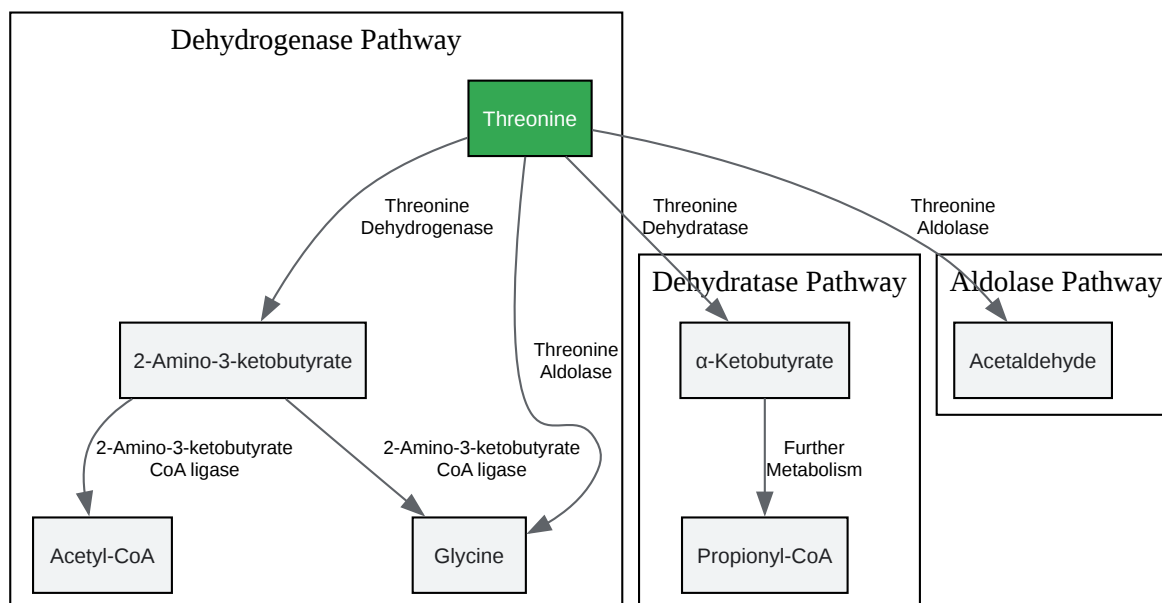 Dehydrogenase Pathway
Threonine
Threonine
Dehydrogenase
Threonine
Dehydratase
Threonine
Aldolase
Dehydratase Pathway
Aldolase Pathway
2-Amino-3-ketobutyrate
Threonine
Aldolase
α-Ketobutyrate
Acetaldehyde
2-Amino-3-ketobutyrate
CoA ligase
2-Amino-3-ketobutyrate
CoA ligase
Further
Metabolism
Acetyl-CoA
Glycine
Propionyl-CoA